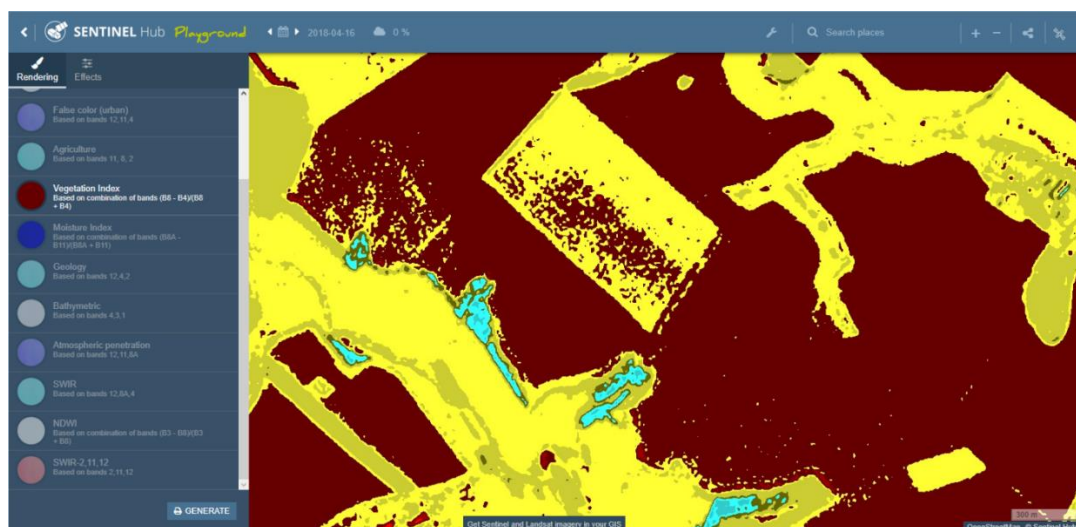 SENTINEL Hub Playground
2018-04-16
0 %
Search places
Rendering
Effects
False color (urban)
Based on bands 12,11,4
Agriculture
Based on bands 11, 8, 2
Vegetation Index
Based on combination of bands (B8 - B4)/(B8
+ B4)
Moisture Index
Based on combination of bands (B8A -
B11)/(B8A + B11)
Geology
Based on bands 12,4,2
Bathymetric
Based on bands 4,3,1
Atmospheric penetration
Based on bands 12,11,8A
SWIR
Based on bands 12,8A,4
NDWI
Based on combination of bands (B3 - B8)/(B3
+ B8)
SWIR-2,11,12
Based on bands 2,11,12
GENERATE
Get Sentinel and Landsat imagery in your GIS
300 m
OpenStreetMap, © Sentinel